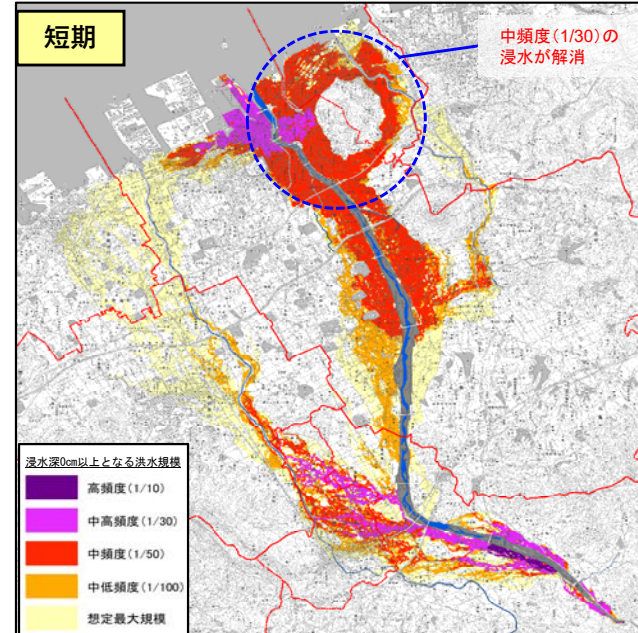 短期
中頻度(1/30)の
浸水が解消
浸水深0cm以上となる洪水規模
高頻度(1/10)
中高頻度(1/30)
中頻度(1/50)
中低頻度(1/100)
想定最大規模